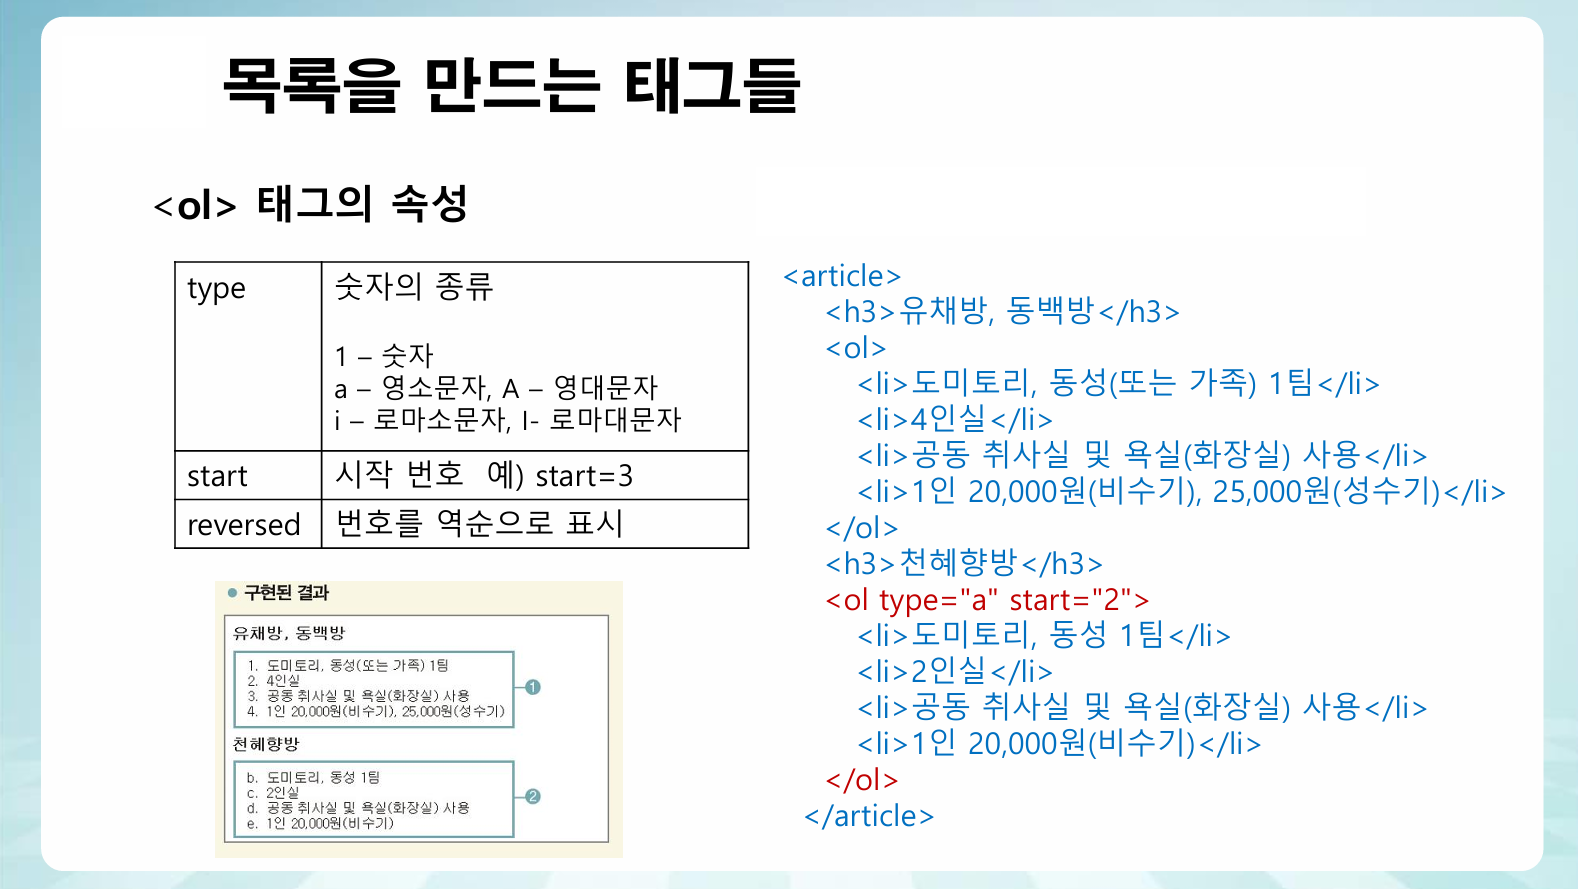 목록을 만드는 태그들
<ol> 태그의 속성
type 숫자의 종류
1 – 숫자
a – 영소문자, A – 영대문자
i – 로마소문자, I- 로마대문자
start 시작 번호 예) start=3
reversed 번호를 역순으로 표시
● 구현된 결과
유채방, 동백방
1. 도미토리, 동성(또는 가족) 1팀
2. 4인실
3. 공동 취사실 및 욕실(화장실) 사용
4. 1인 20,000원(비수기), 25,000원(성수기)
1
천혜향방
b. 도미토리, 동성 1팀
c. 2인실
d. 공동 취사실 및 욕실(화장실) 사용
e. 1인 20,000원(비수기)
2
<article>
<h3>유채방, 동백방</h3>
<ol>
<li>도미토리, 동성(또는 가족) 1팀</li>
<li>4인실</li>
<li>공동 취사실 및 욕실(화장실) 사용</li>
<li>1인 20,000원(비수기), 25,000원(성수기)</li>
</ol>
<h3>천혜향방</h3>
<ol type="a" start="2">
<li>도미토리, 동성 1팀</li>
<li>2인실</li>
<li>공동 취사실 및 욕실(화장실) 사용</li>
<li>1인 20,000원(비수기)</li>
</ol>
</article>